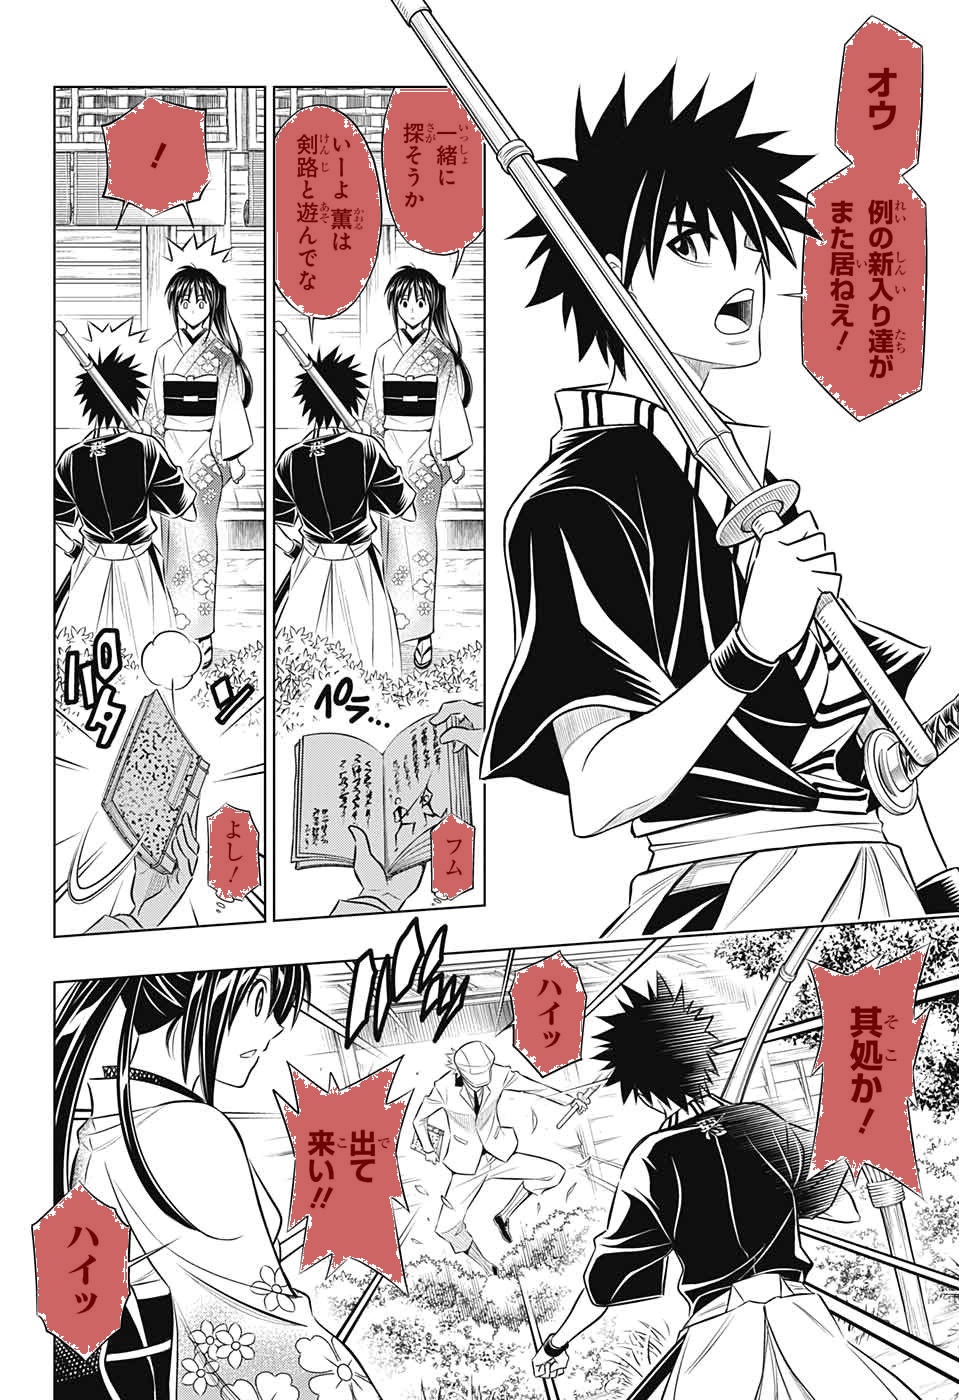 オウ
例の新入り達が
また居ねえ！
一緒に
探そうか
いーよ 薫は
剣路と遊んでな
ペラ…
フム
！
パタ
よし！
其処か！
ハイッ
出て
来い!!
ハイッ